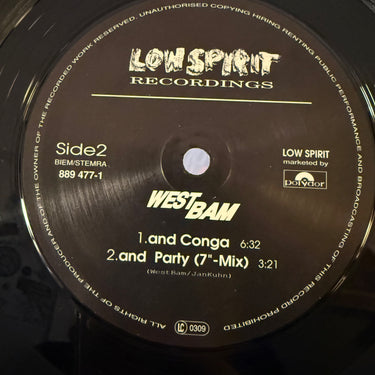 LOW SPIRIT
RECORDINGS
Side2
BIEM/STEMRA
889 477-1
LOW SPIRIT
marketed by
polydor
WESTBAM
1.and Conga 6:32
2.and Party (7"-Mix) 3:21
(WestBam/JanKuhn)
LC 0309
ALL RIGHTS OF THE PRODUCER AND OF THE OWNER OF THE RECORDED WORK RESERVED. UNAUTHORISED COPYING HIRING RENTING PUBLIC PERFORMANCE AND BROADCASTING OF THIS RECORD PROHIBITED